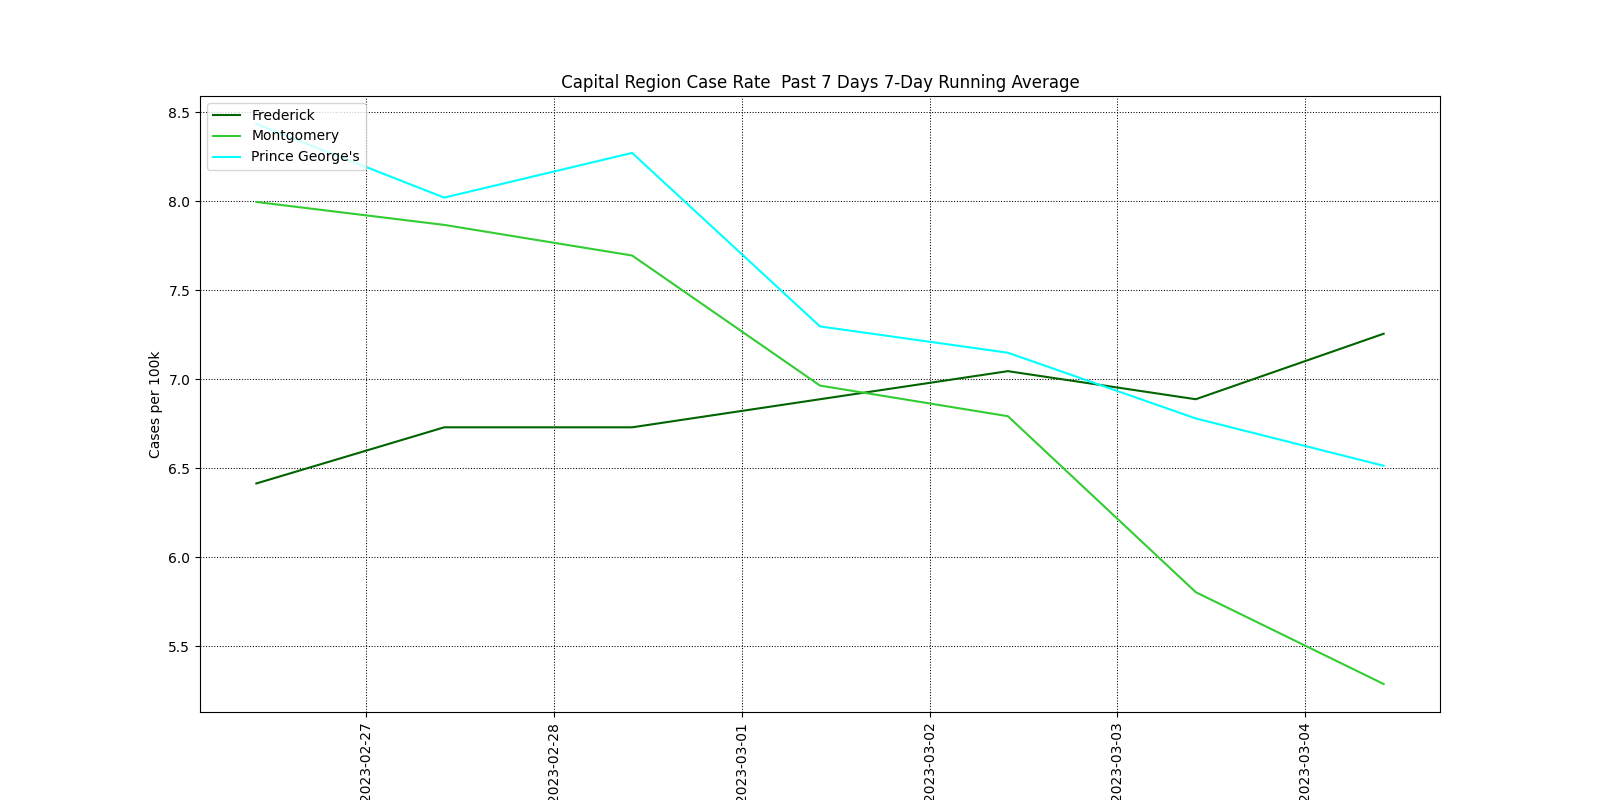 Capital Region Case Rate  Past 7 Days 7-Day Running Average
Frederick
Montgomery
Prince George's
Cases per 100k
8.5
8.0
7.5
7.0
6.5
6.0
5.5
2023-02-27
2023-02-28
2023-03-01
2023-03-02
2023-03-03
2023-03-04